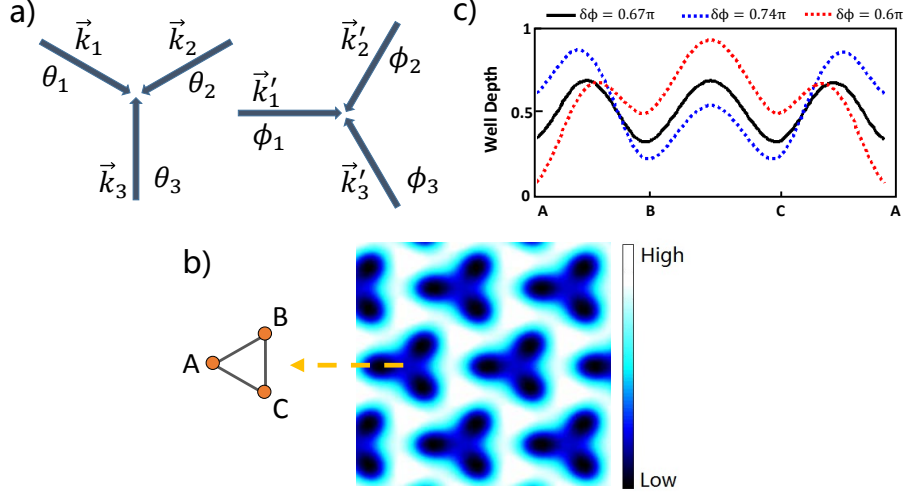 a)
k⃗₁
k⃗₂
θ₁
θ₂
k⃗₃
θ₃
k⃗′₂
ϕ₂
k⃗′₁
ϕ₁
k⃗′₃
ϕ₃
c)
δϕ = 0.67π
δϕ = 0.74π
δϕ = 0.6π
Well Depth
1
0.5
0
A
B
C
A
b)
B
A
C
High
Low